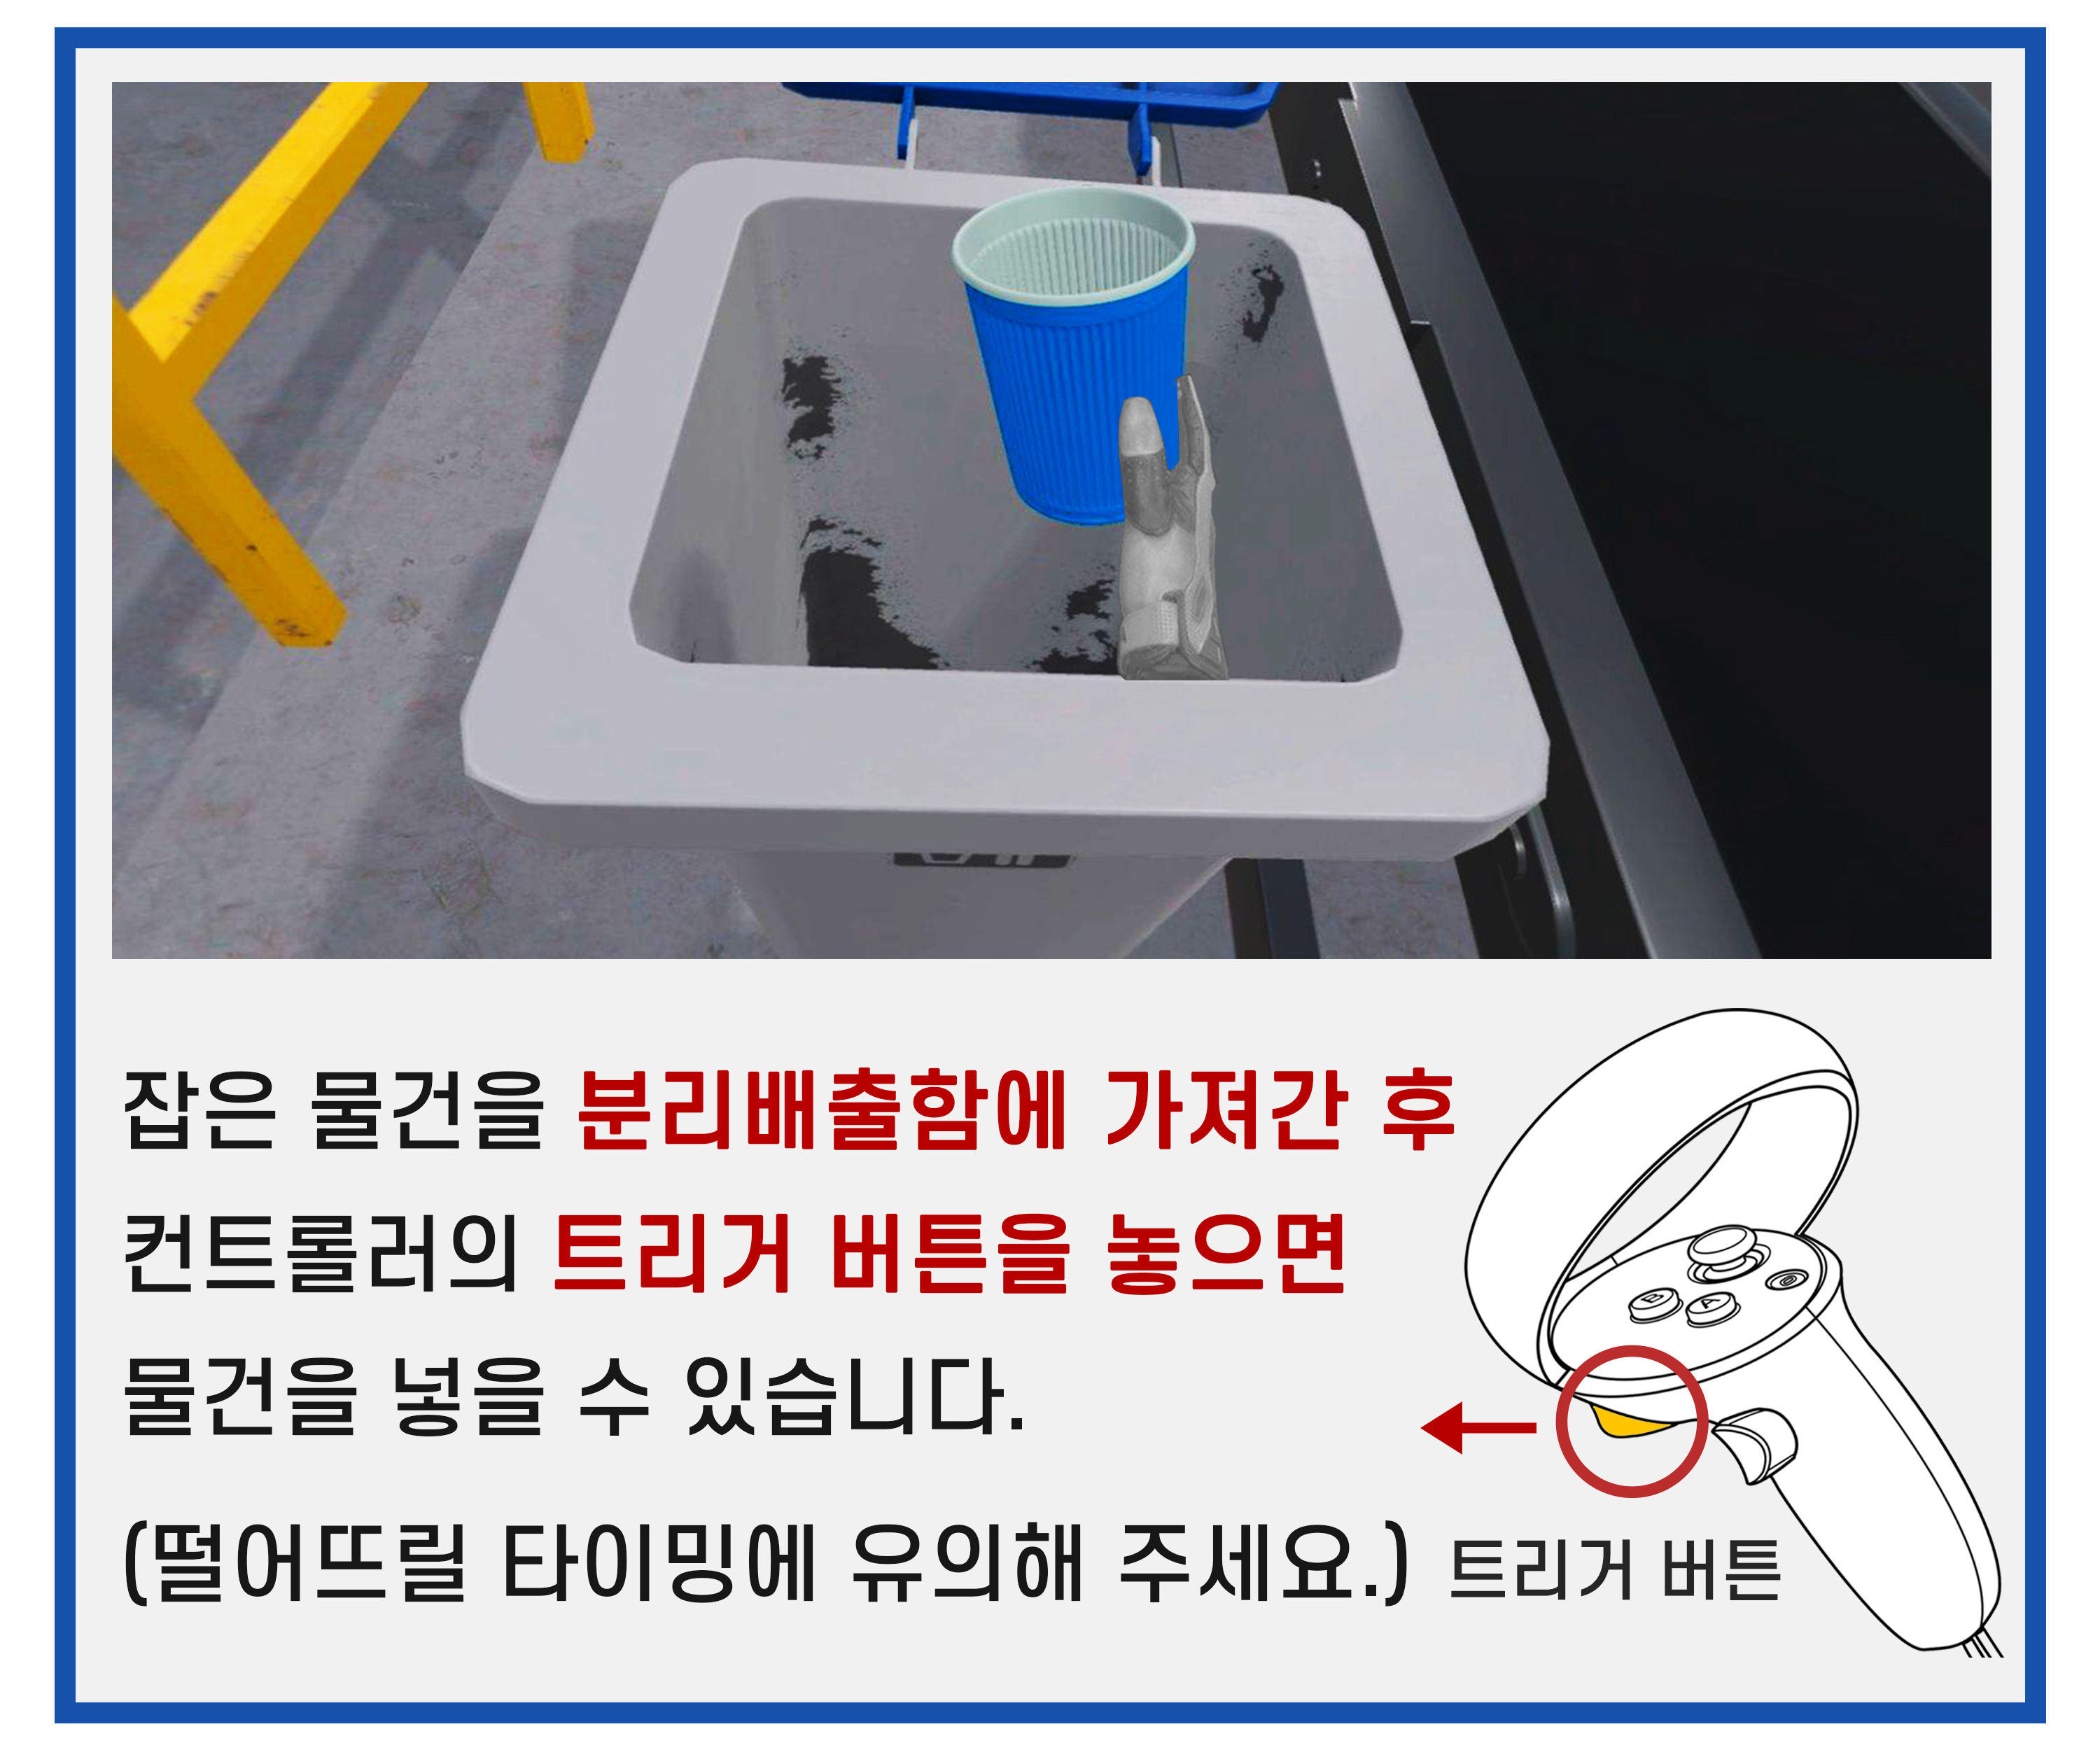 잡은 물건을 분리배출함에 가져간 후
컨트롤러의 트리거 버튼을 놓으면
물건을 넣을 수 있습니다.
(떨어뜨릴 타이밍에 유의해 주세요.)
트리거 버튼
B A